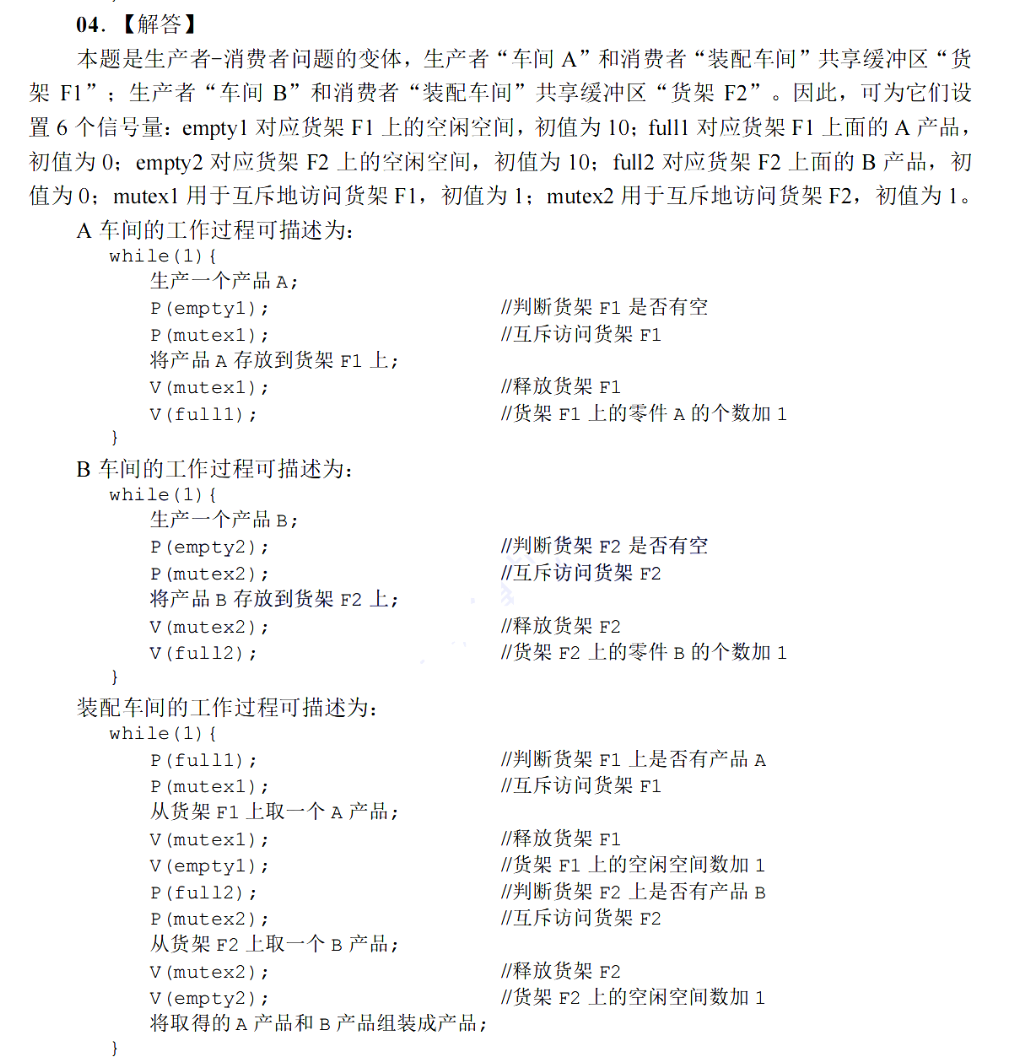 04. 【解答】
本题是生产者-消费者问题的变体，生产者“车间 A”和消费者“装配车间”共享缓冲区“货
架 F1”；生产者“车间 B”和消费者“装配车间”共享缓冲区“货架 F2”。因此，可为它们设
置 6 个信号量：empty1 对应货架 F1 上的空闲空间，初值为 10；full1 对应货架 F1 上面的 A 产品，
初值为 0；empty2 对应货架 F2 上的空闲空间，初值为 10；full2 对应货架 F2 上面的 B 产品，初
值为 0；mutex1 用于互斥地访问货架 F1，初值为 1；mutex2 用于互斥地访问货架 F2，初值为 1。
A 车间的工作过程可描述为：
while(1){
生产一个产品 A;
P(empty1); //判断货架 F1 是否有空
P(mutex1); //互斥访问货架 F1
将产品 A 存放到货架 F1 上;
V(mutex1); //释放货架 F1
V(full1); //货架 F1 上的零件 A 的个数加 1
}
B 车间的工作过程可描述为：
while(1){
生产一个产品 B;
P(empty2); //判断货架 F2 是否有空
P(mutex2); //互斥访问货架 F2
将产品 B 存放到货架 F2 上;
V(mutex2); //释放货架 F2
V(full2); //货架 F2 上的零件 B 的个数加 1
}
装配车间的工作过程可描述为：
while(1){
P(full1); //判断货架 F1 上是否有产品 A
P(mutex1); //互斥访问货架 F1
从货架 F1 上取一个 A 产品;
V(mutex1); //释放货架 F1
V(empty1); //货架 F1 上的空闲空间数加 1
P(full2); //判断货架 F2 上是否有产品 B
P(mutex2); //互斥访问货架 F2
从货架 F2 上取一个 B 产品;
V(mutex2); //释放货架 F2
V(empty2); //货架 F2 上的空闲空间数加 1
将取得的 A 产品和 B 产品组装成产品;
}